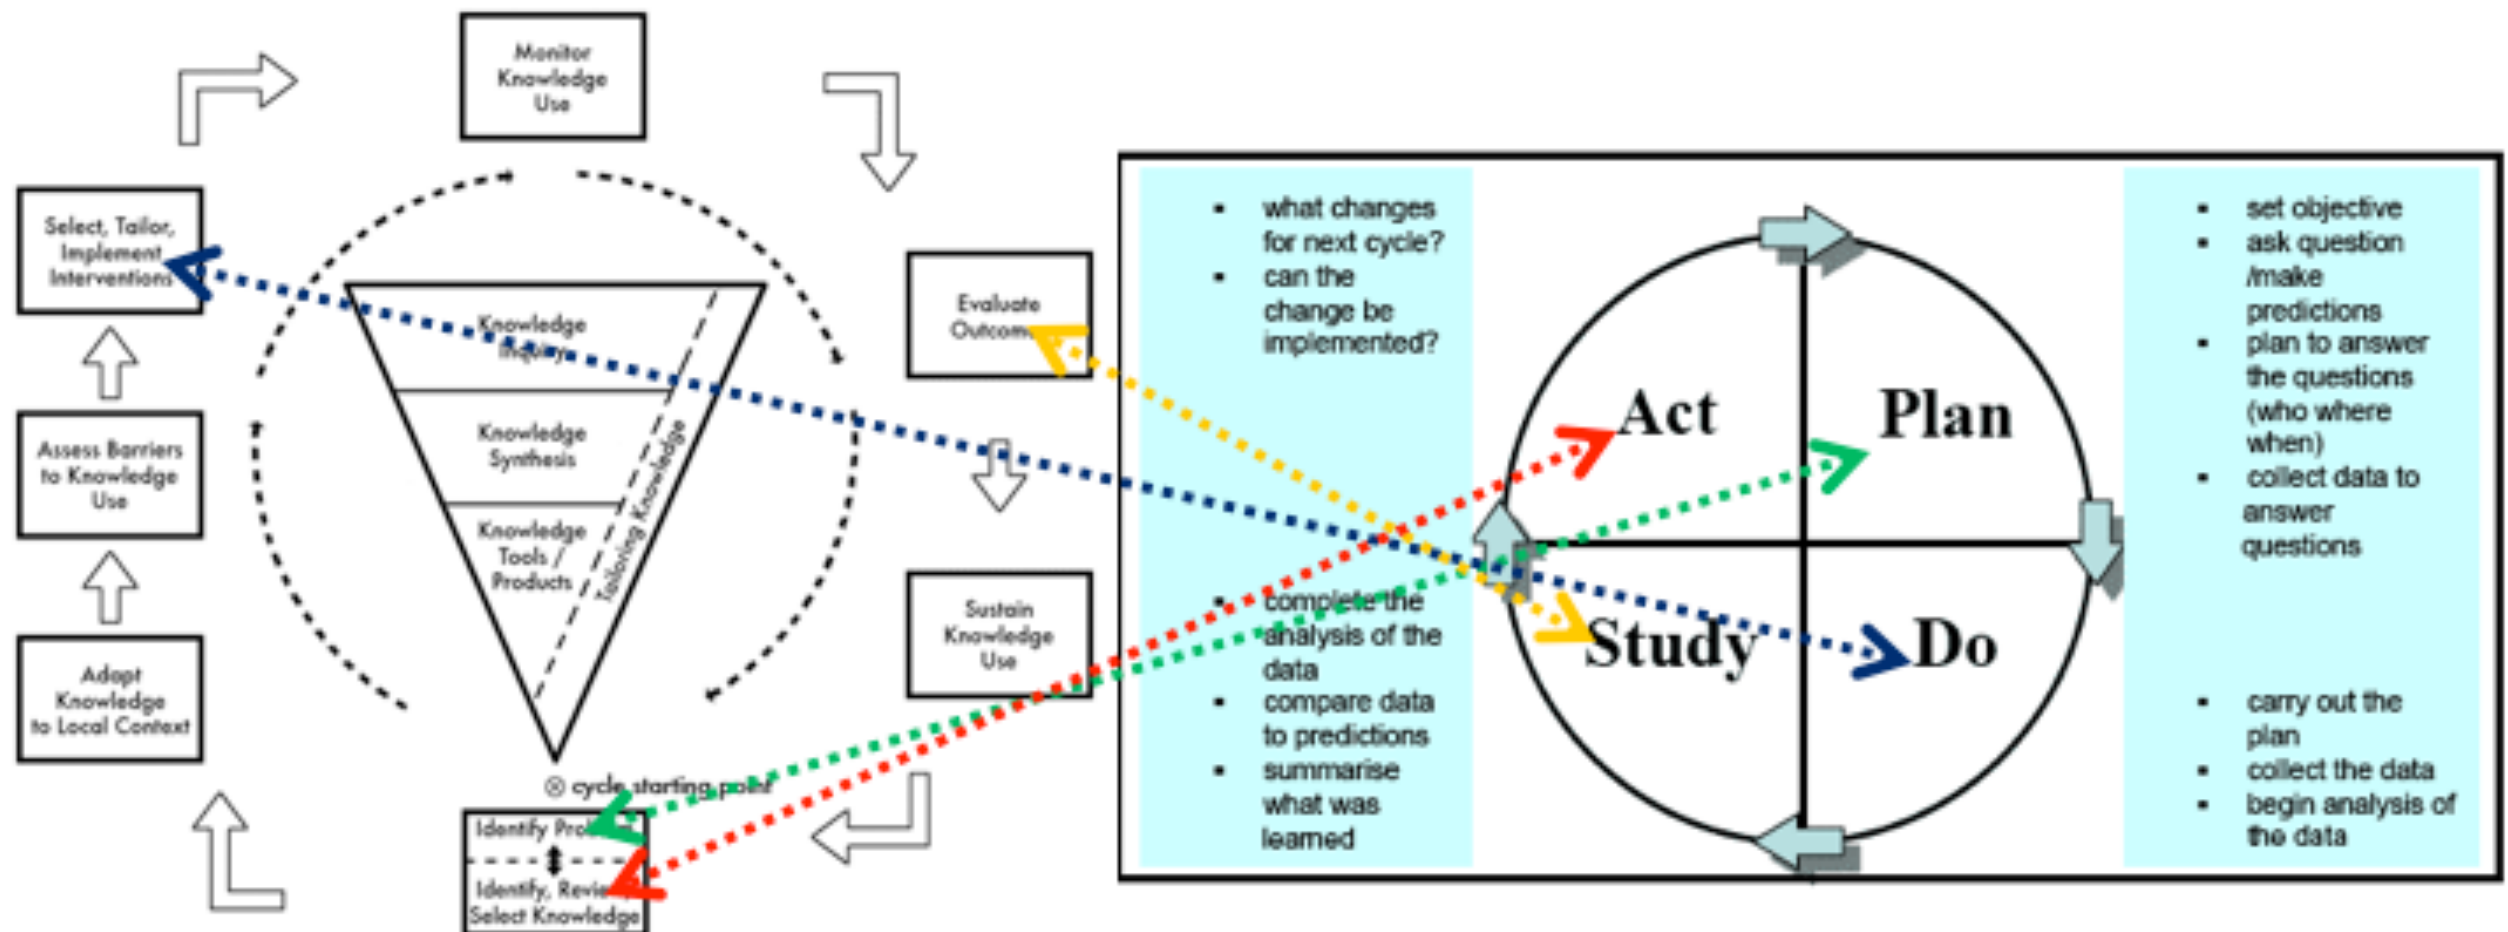 Monitor
Knowledge
Use
Select, Tailor,
Implement
Interventions
Assess Barriers
to Knowledge
Use
Adapt
Knowledge
to Local Context
Knowledge
Inquiry
Knowledge
Synthesis
Knowledge
Tools /
Products
Tailoring Knowledge
Evaluate
Outcom
Sustain
Knowledge
Use
⊗ cycle starting point
Identify Pro
Identify, Revie
Select Knowledge
▪ what changes
for next cycle?
▪ can the
change be
implemented?
▪ complete the
analysis of the
data
▪ compare data
to predictions
▪ summarise
what was
learned
Act
Plan
Study
Do
▪ set objective
▪ ask question
/make
predictions
▪ plan to answer
the questions
(who where
when)
▪ collect data to
answer
questions
▪ carry out the
plan
▪ collect the data
▪ begin analysis of
the data